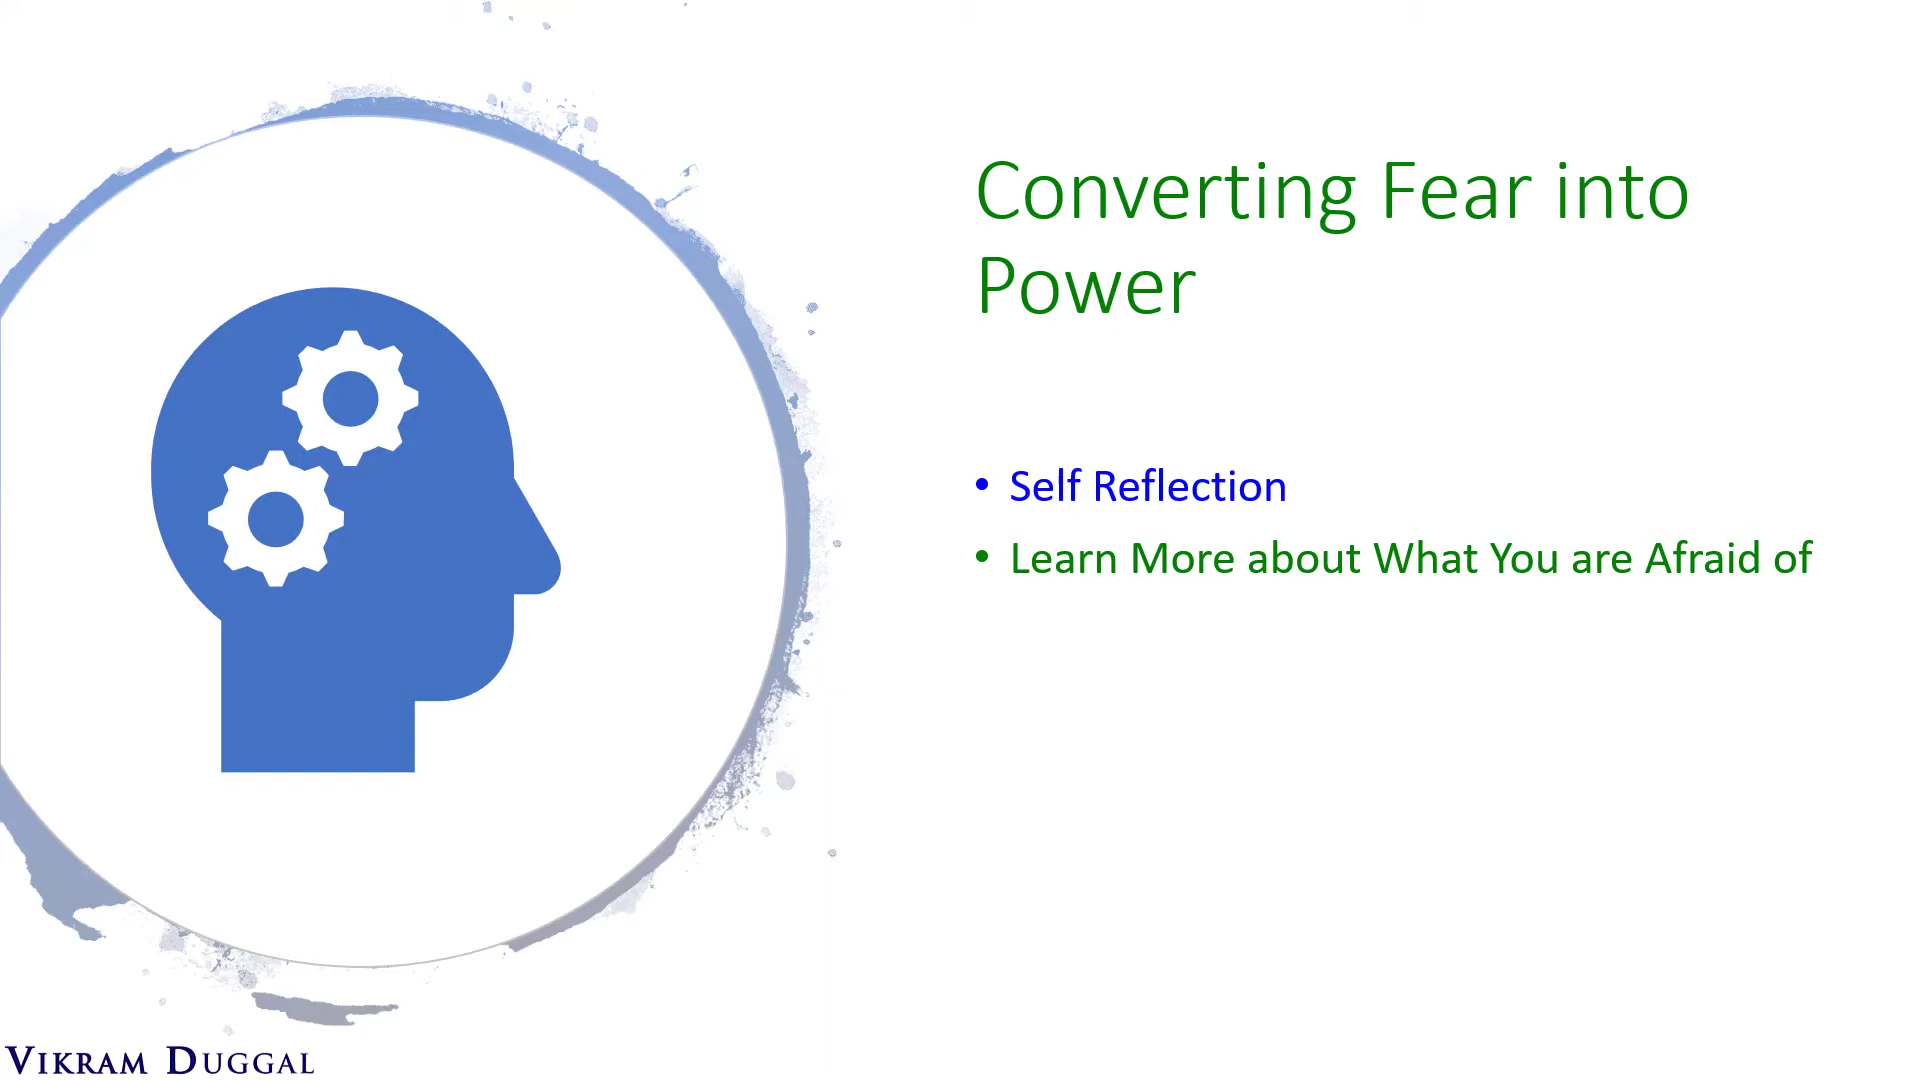 Converting Fear into
Power
• Self Reflection
• Learn More about What You are Afraid of
VIKRAM DUGGAL